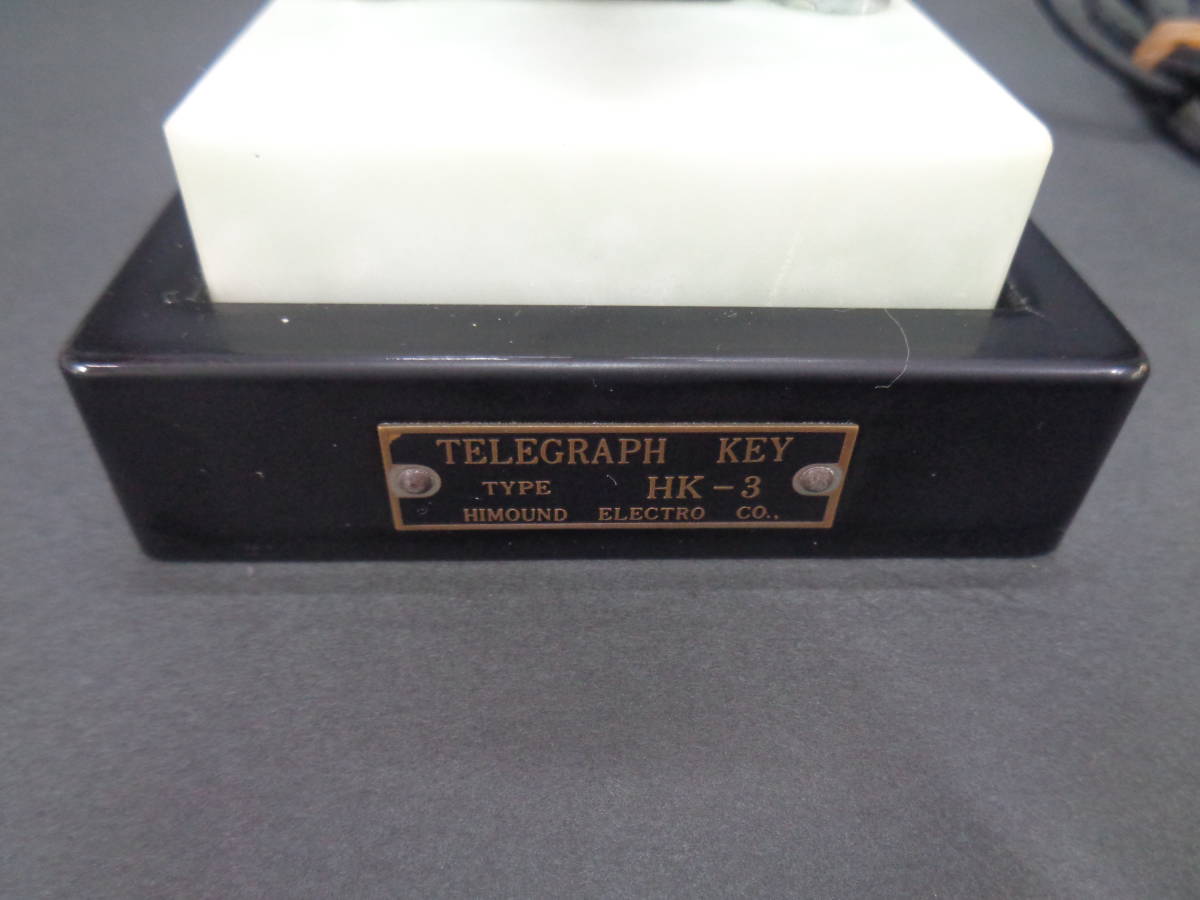 TELEGRAPH KEY
TYPE HK-3
HIMOUND ELECTRO CO.,